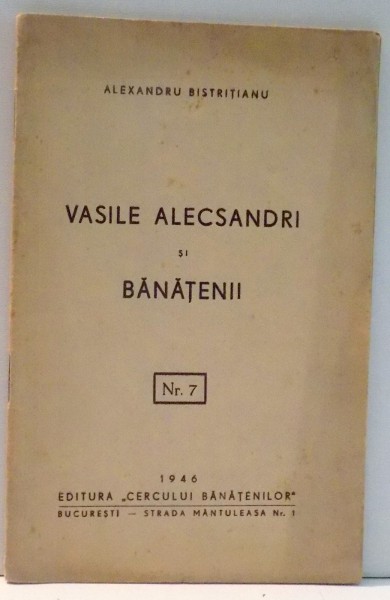 ALEXANDRU BISTRIȚIANU
VASILE ALECSANDRI
ȘI
BĂNĂȚENII
Nr. 7
1946
EDITURA „CERCULUI BĂNĂȚENILOR"
BUCUREȘTI — STRADA MÂNTULEASA Nr. 1